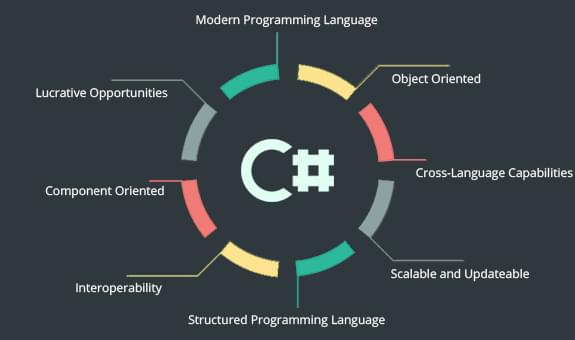 Modern Programming Language
Object Oriented
Lucrative Opportunities
C#
Cross-Language Capabilities
Component Oriented
Scalable and Updateable
Interoperability
Structured Programming Language